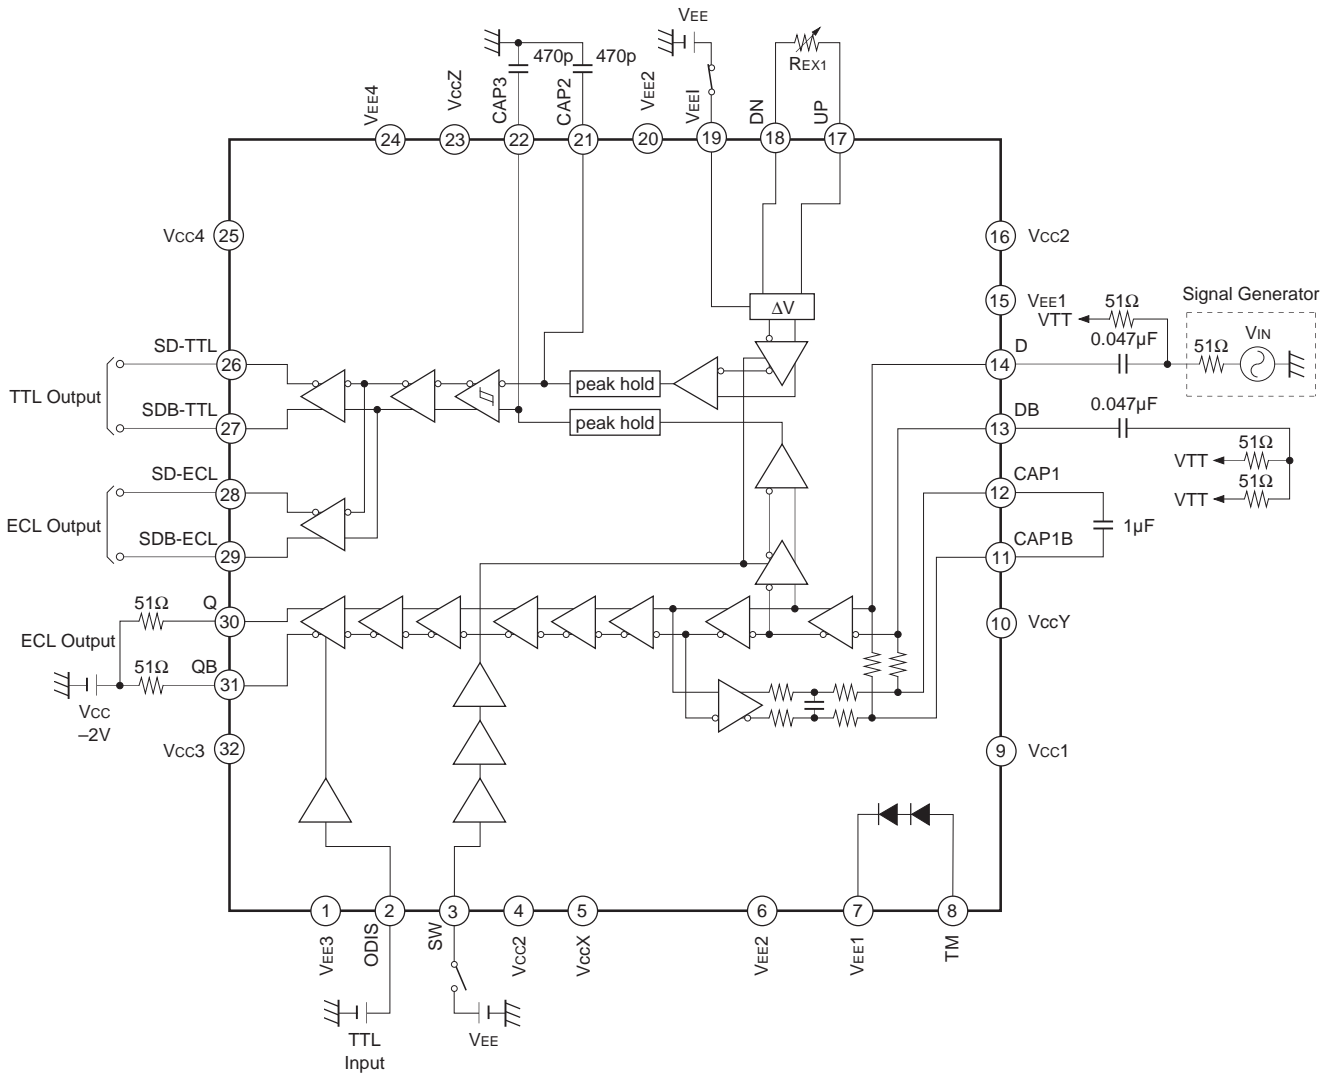 VEE
470p
470p
REX1
VEE4
VccZ
CAP3
CAP2
VEE2
VEEI
DN
UP
24
23
22
21
20
19
18
17
VCC4
25
16
VCC2
15
VEE1
51Ω
Signal Generator
VTT
VIN
ΔV
SD-TTL
26
D
14
0.047µF
51Ω
TTL Output
peak hold
SDB-TTL
27
peak hold
DB
13
0.047µF
51Ω
VTT
51Ω
VTT
SD-ECL
28
CAP1
12
ECL Output
1µF
SDB-ECL
29
CAP1B
11
51Ω
Q
30
10
VccY
ECL Output
51Ω
QB
31
VCC
–2V
VCC3
32
9
VCC1
1
2
3
4
5
6
7
8
VEE3
ODIS
SW
VCC2
VccX
VEE2
VEE1
TM
TTL
Input
VEE